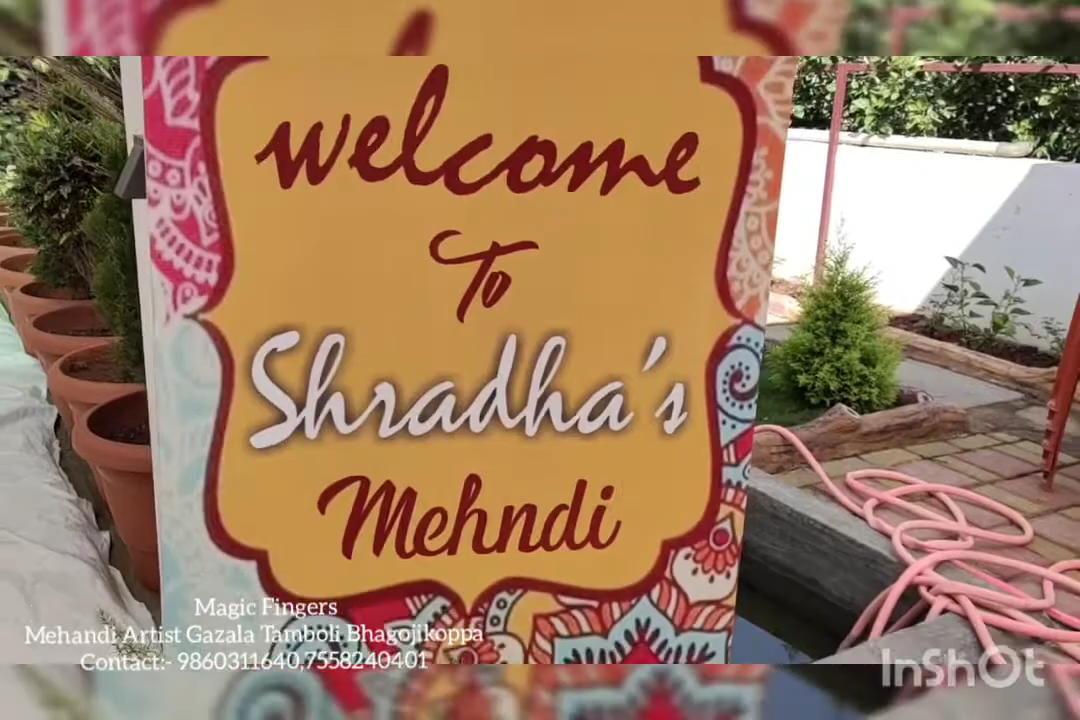 welcome
To
Shradha's
Mehndi
Magic Fingers
Mehandi Artist Gazala Tamboli Bhagojikoppa
Contact:- 9860311640,7558240401
InShOt